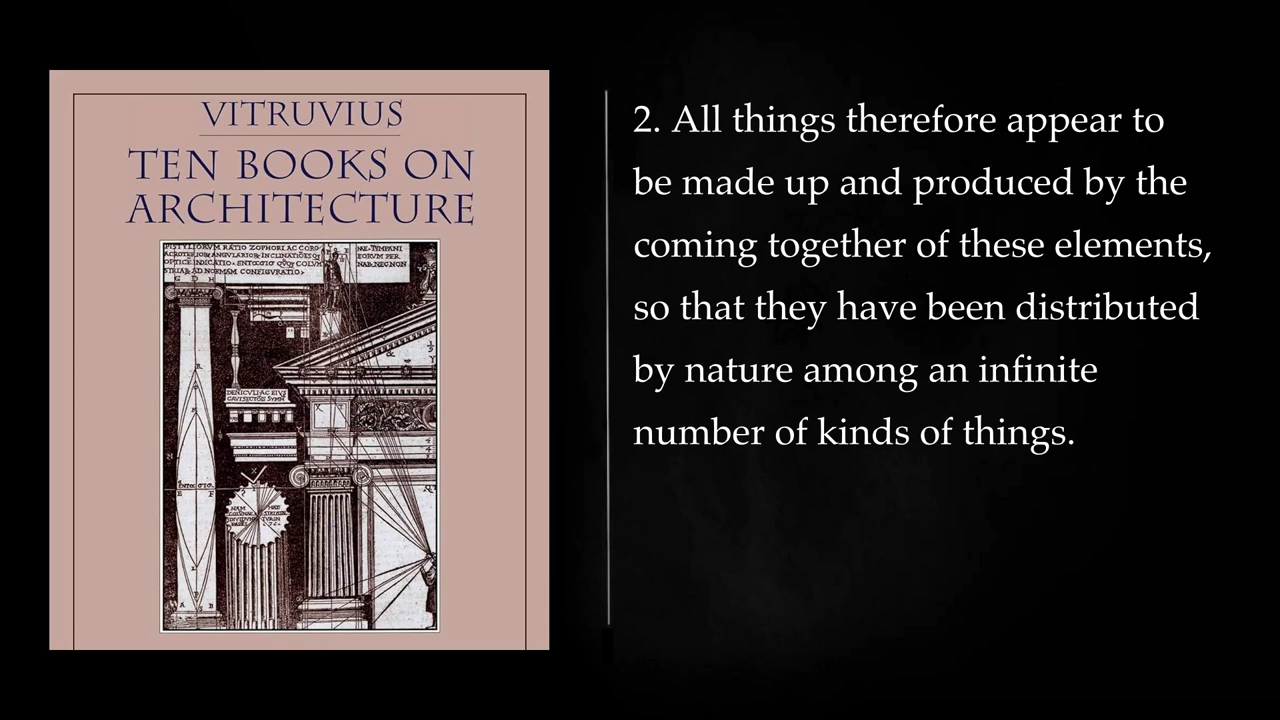 VITRUVIUS
TEN BOOKS ON
ARCHITECTURE
2. All things therefore appear to
be made up and produced by the
coming together of these elements,
so that they have been distributed
by nature among an infinite
number of kinds of things.